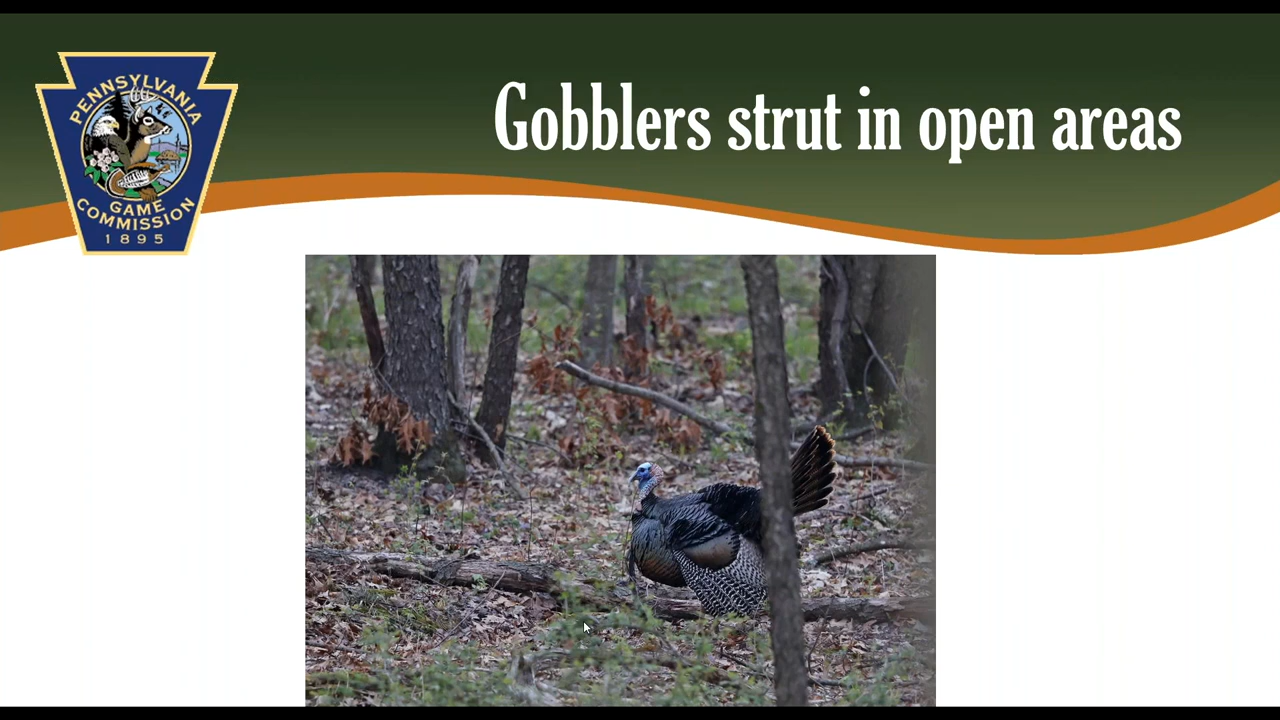 Gobblers strut in open areas
PENNSYLVANIA
GAME
COMMISSION
1895